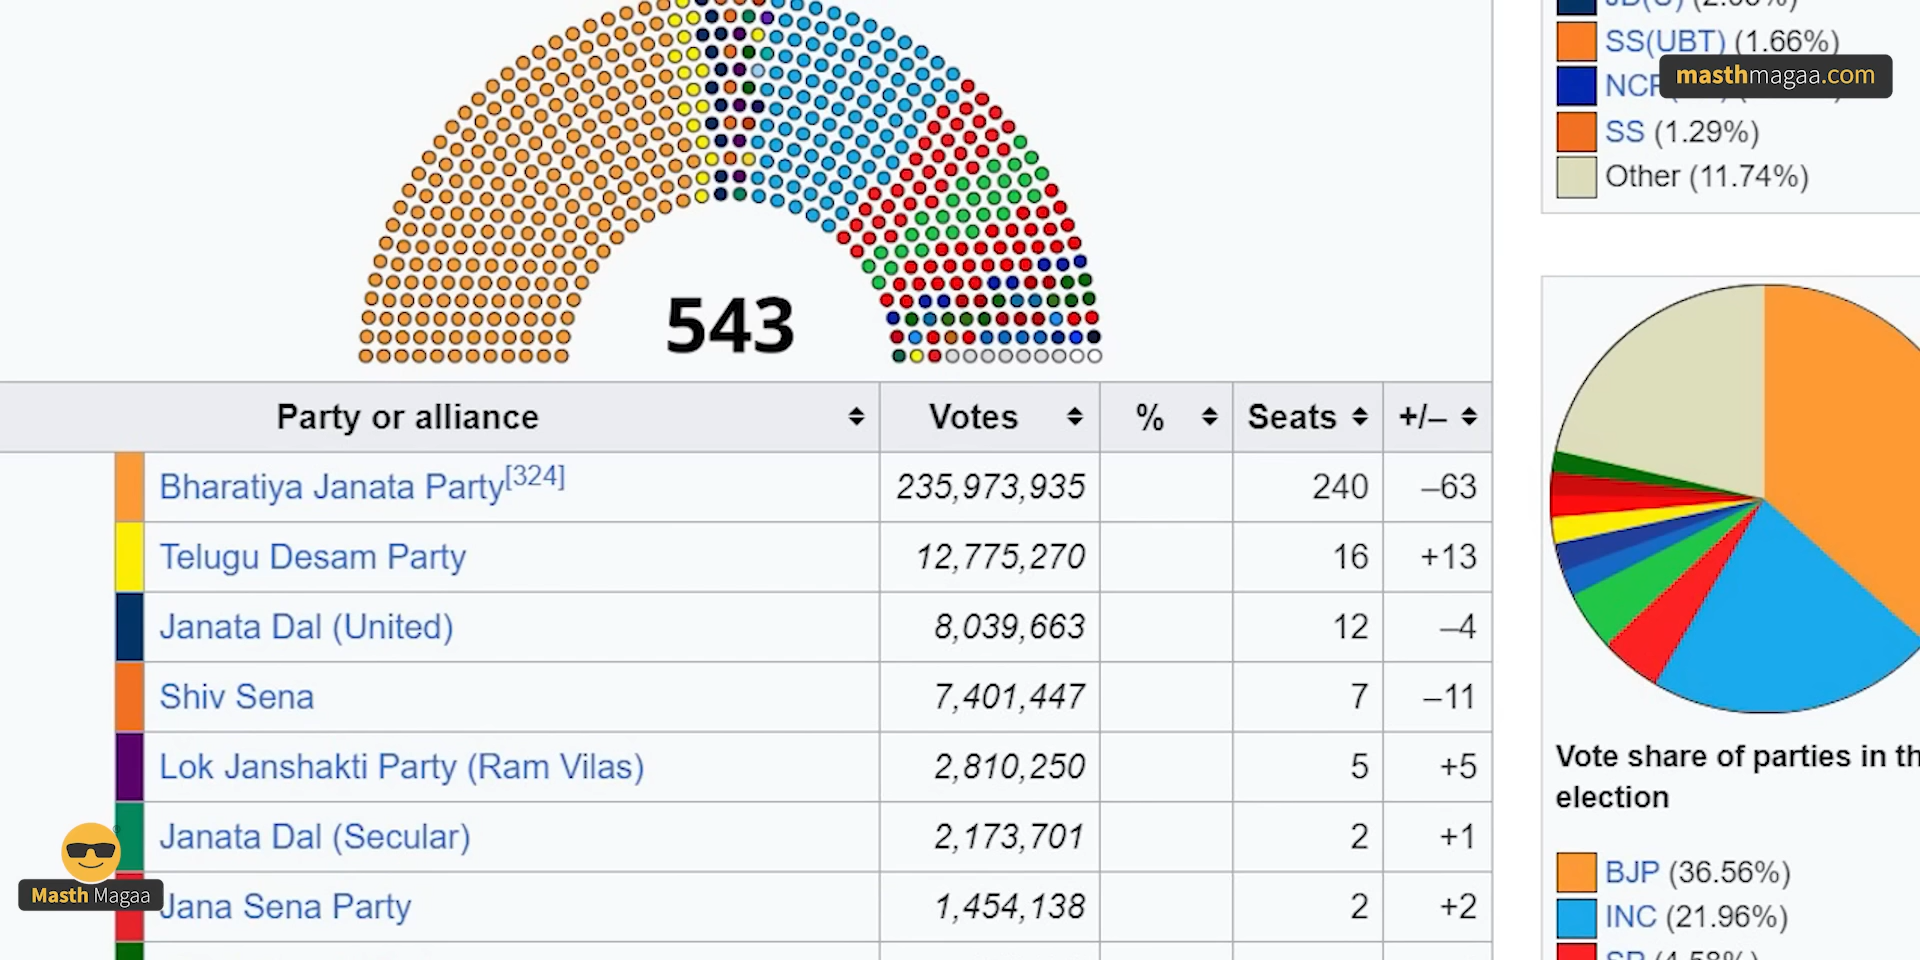 SS(UBT) (1.66%)
masthmagaa.com
SS (1.29%)
Other (11.74%)
543
Party or alliance Votes % Seats +/–
Bharatiya Janata Party[324] 235,973,935 240 –63
Telugu Desam Party 12,775,270 16 +13
Janata Dal (United) 8,039,663 12 –4
Shiv Sena 7,401,447 7 –11
Lok Janshakti Party (Ram Vilas) 2,810,250 5 +5
Janata Dal (Secular) 2,173,701 2 +1
Jana Sena Party 1,454,138 2 +2
Masth Magaa
Vote share of parties in
election
BJP (36.56%)
INC (21.96%)